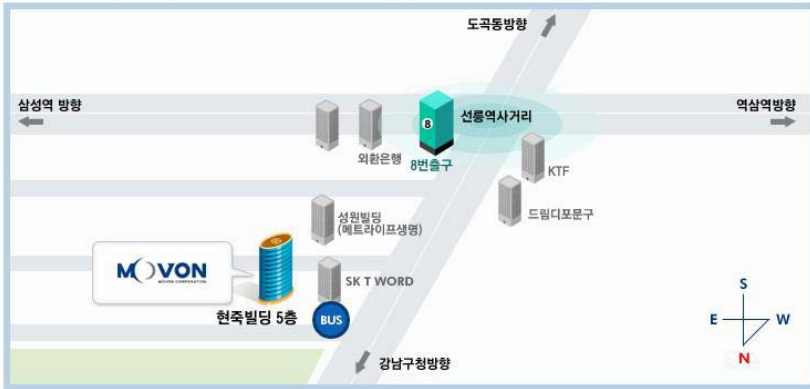 도곡동방향
삼성역 방향
역삼역방향
8
선릉역사거리
외환은행
8번출구
KTF
드림디포문구
성원빌딩
(메트라이프생명)
MOVON
MOVON CORPORATION
SK T WORD
현죽빌딩 5층
BUS
강남구청방향
S
E
W
N